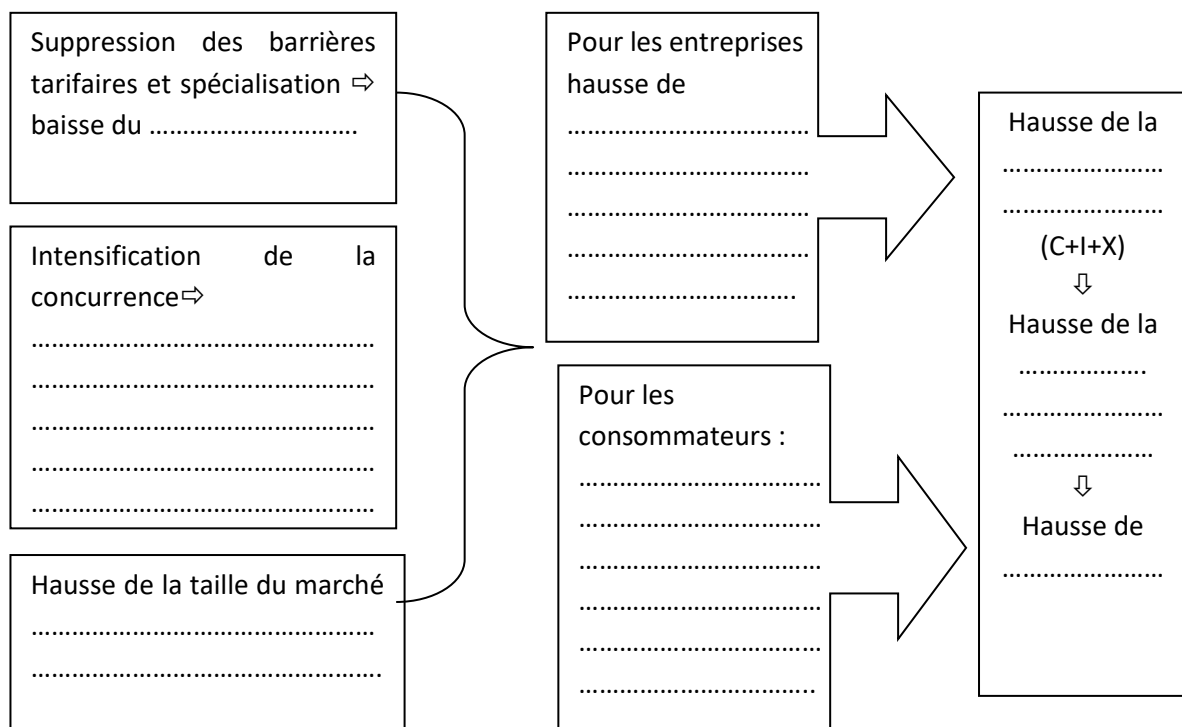 Suppression des barrières
tarifaires et spécialisation ⇨
baisse du ................................
Intensification de la
concurrence⇨
....................................................
....................................................
....................................................
....................................................
....................................................
Hausse de la taille du marché
....................................................
.....................................................
Pour les entreprises
hausse de
.....................................
.....................................
.....................................
.....................................
...................................
Pour les
consommateurs :
.....................................
.....................................
.....................................
.....................................
.....................................
....................................
Hausse de la
........................
........................
(C+I+X)
⇩
Hausse de la
...................
........................
.....................
⇩
Hausse de
........................